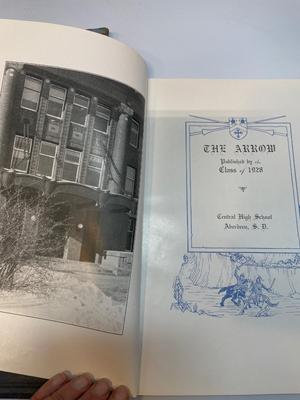 THE ARROW
Published by the
Class of 1928
Central High School
Aberdeen, S. D.